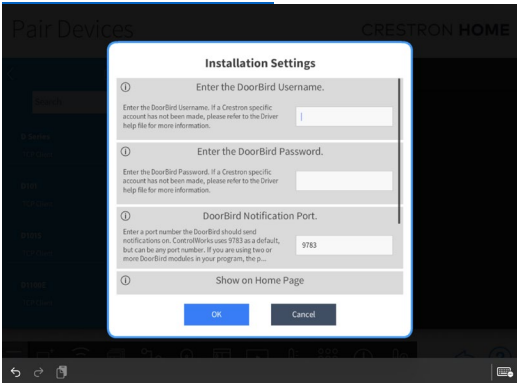 Pair Devices
CRESTRON HOME
Installation Settings
Enter the DoorBird Username.
Enter the DoorBird Username. If a Crestron specific
account has not been made, please refer to the Driver
help file for more information.
Enter the DoorBird Password.
Enter the DoorBird Password. If a Crestron specific
account has not been made, please refer to the Driver
help file for more information.
DoorBird Notification Port.
Enter a port number the DoorBird should send
notifications on. ControlWorks uses 9783 as a default,
but can be any port number. If you are using two or
more DoorBird modules in your program, the p...
9783
Show on Home Page
OK
Cancel